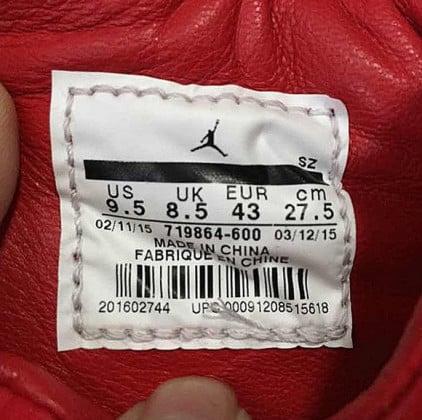 SZ
US UK EUR cm
9.5 8.5 43 27.5
02/11/15 719864-600 03/12/15
MADE IN CHINA
FABRIQUE EN CHINE
201602744 UPC 00091208515618